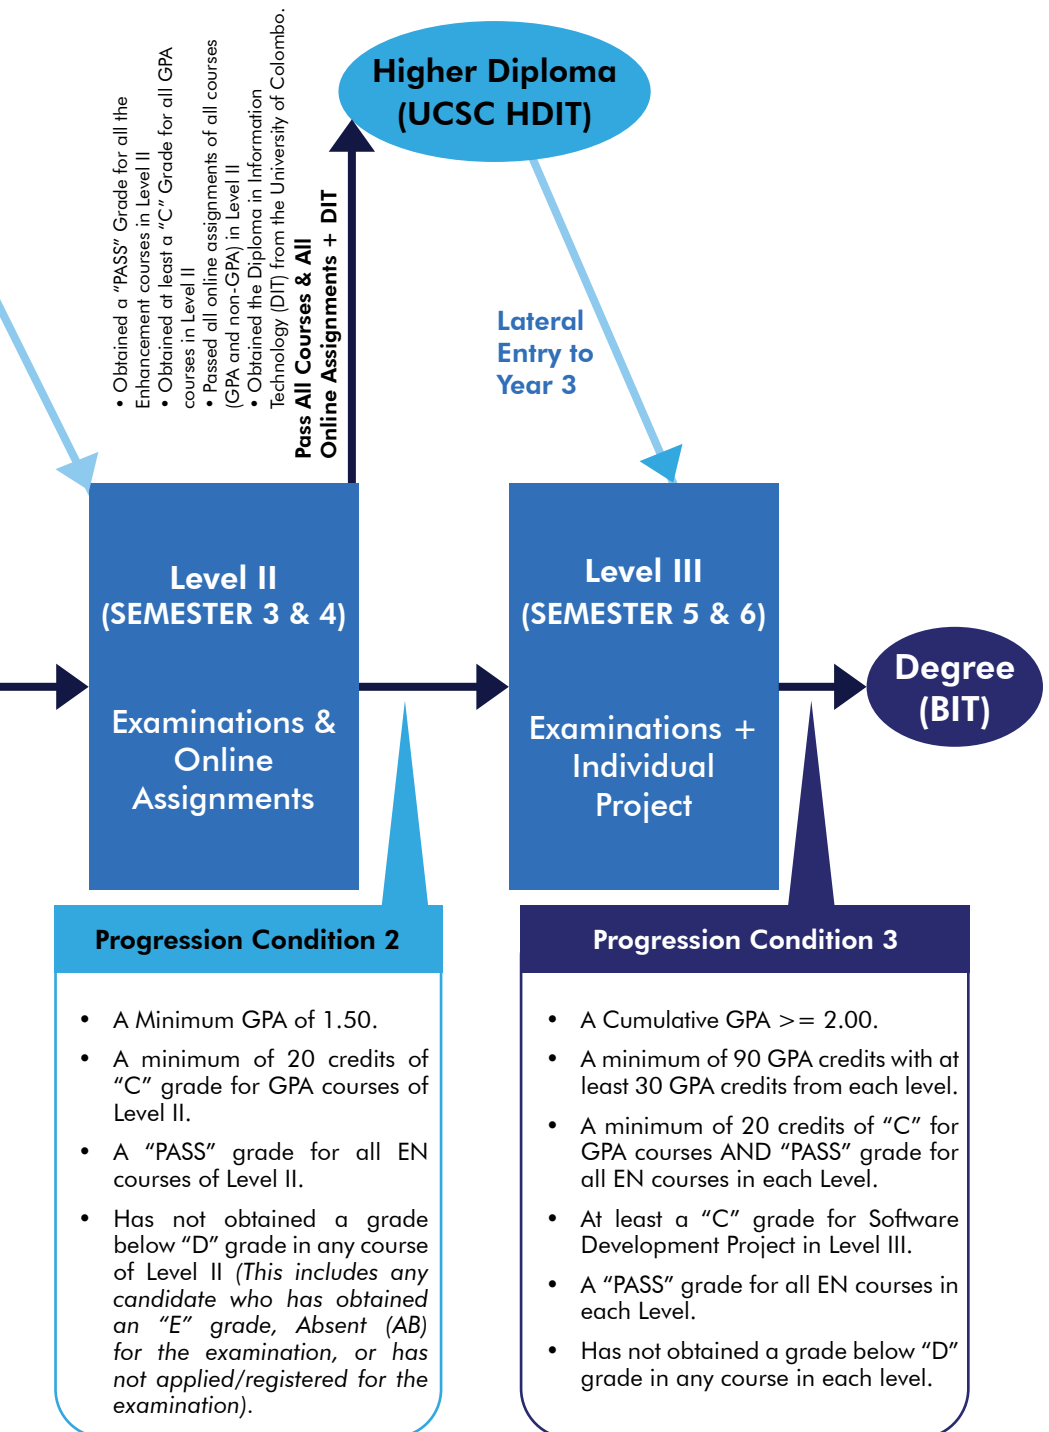 • Obtained a “PASS” Grade for all the
Enhancement courses in Level II
• Obtained at least a “C” Grade for all GPA
courses in Level II
• Passed all online assignments of all courses
(GPA and non-GPA) in Level II
• Obtained the Diploma in Information
Technology (DIT) from the University of Colombo.
Pass All Courses & All
Online Assignments + DIT
Higher Diploma
(UCSC HDIT)
Lateral
Entry to
Year 3
Level II
(SEMESTER 3 & 4)
Examinations &
Online
Assignments
Level III
(SEMESTER 5 & 6)
Examinations +
Individual
Project
Degree
(BIT)
Progression Condition 2
• A Minimum GPA of 1.50.
• A minimum of 20 credits of
“C” grade for GPA courses of
Level II.
• A “PASS” grade for all EN
courses of Level II.
• Has not obtained a grade
below “D” grade in any course
of Level II (This includes any
candidate who has obtained
an “E” grade, Absent (AB)
for the examination, or has
not applied/registered for the
examination).
Progression Condition 3
• A Cumulative GPA >= 2.00.
• A minimum of 90 GPA credits with at
least 30 GPA credits from each level.
• A minimum of 20 credits of “C” for
GPA courses AND “PASS” grade for
all EN courses in each Level.
• At least a “C” grade for Software
Development Project in Level III.
• A “PASS” grade for all EN courses in
each Level.
• Has not obtained a grade below “D”
grade in any course in each level.